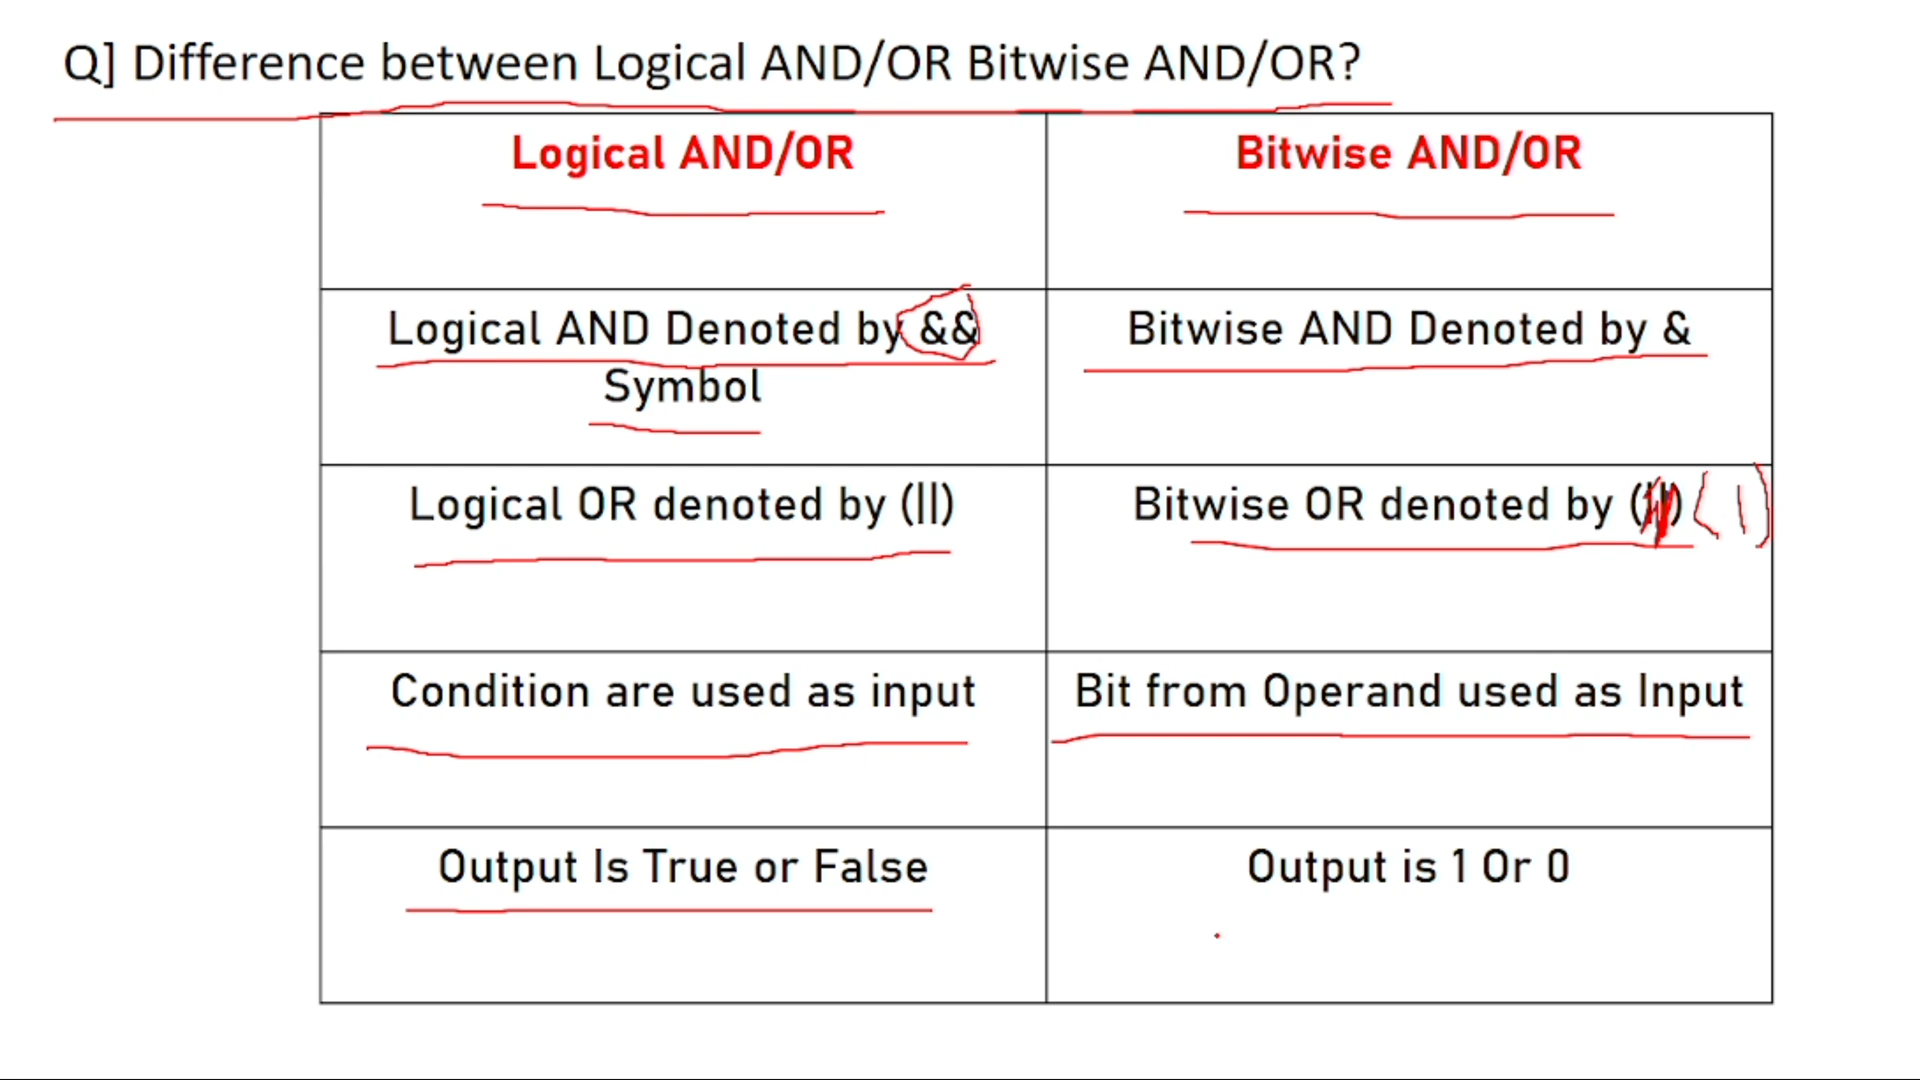 Q] Difference between Logical AND/OR Bitwise AND/OR?
Logical AND/OR
Bitwise AND/OR
Logical AND Denoted by &&
Symbol
Bitwise AND Denoted by &
Logical OR denoted by (||)
Bitwise OR denoted by (||) (|)
Condition are used as input
Bit from Operand used as Input
Output Is True or False
Output is 1 Or 0